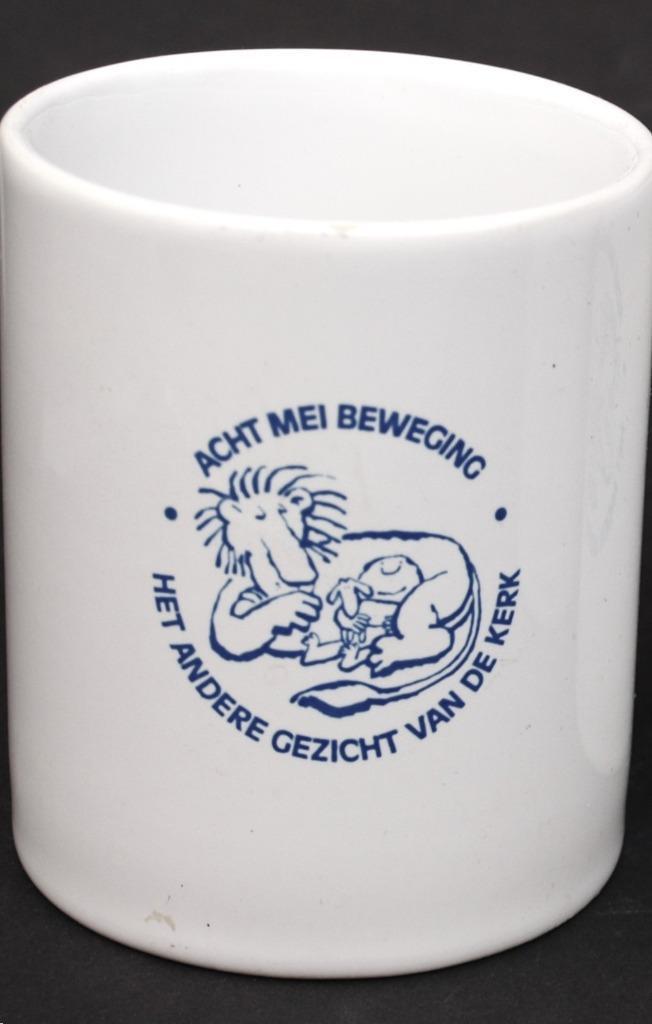 ACHT MEI BEWEGING
HET ANDERE GEZICHT VAN DE KERK